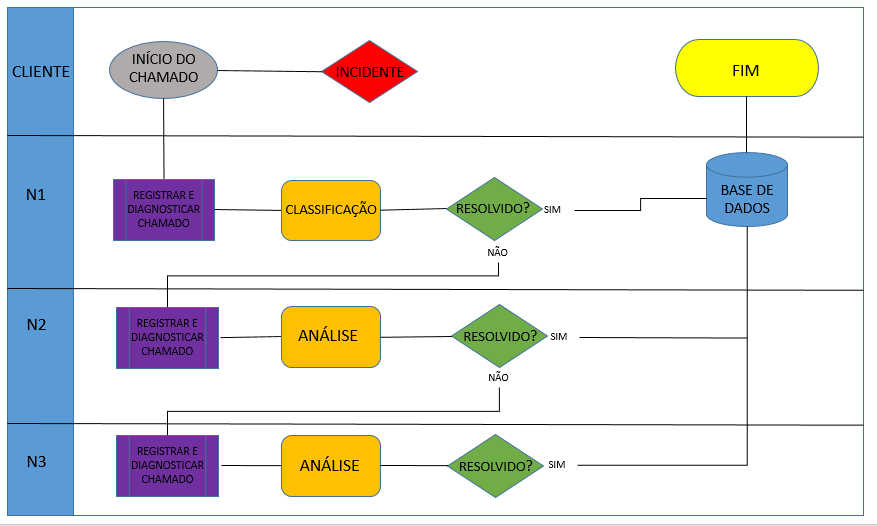 CLIENTE
INÍCIO DO
CHAMADO
INCIDENTE
FIM
N1
REGISTRAR E
DIAGNOSTICAR
CHAMADO
CLASSIFICAÇÃO
RESOLVIDO?
SIM
BASE DE
DADOS
NÃO
N2
REGISTRAR E
DIAGNOSTICAR
CHAMADO
ANÁLISE
RESOLVIDO?
SIM
NÃO
N3
REGISTRAR E
DIAGNOSTICAR
CHAMADO
ANÁLISE
RESOLVIDO?
SIM